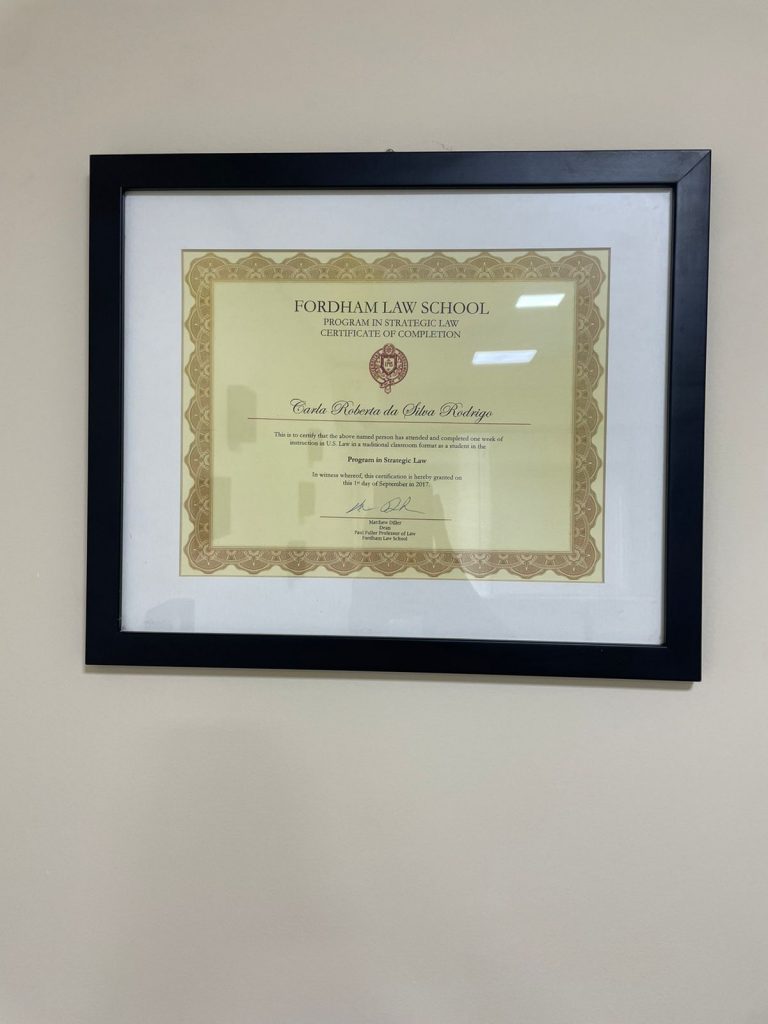 FORDHAM LAW SCHOOL
PROGRAM IN STRATEGIC LAW
CERTIFICATE OF COMPLETION
Carla Roberta da Silva Rodrigo
This is to certify that the above named person has attended and completed one week of
instruction in U.S. Law in a traditional classroom format as a student in the
Program in Strategic Law
In witness whereof, this certification is hereby granted on
this 1st day of September in 2017.
Matthew Diller
Dean
Paul Fuller Professor of Law
Fordham Law School